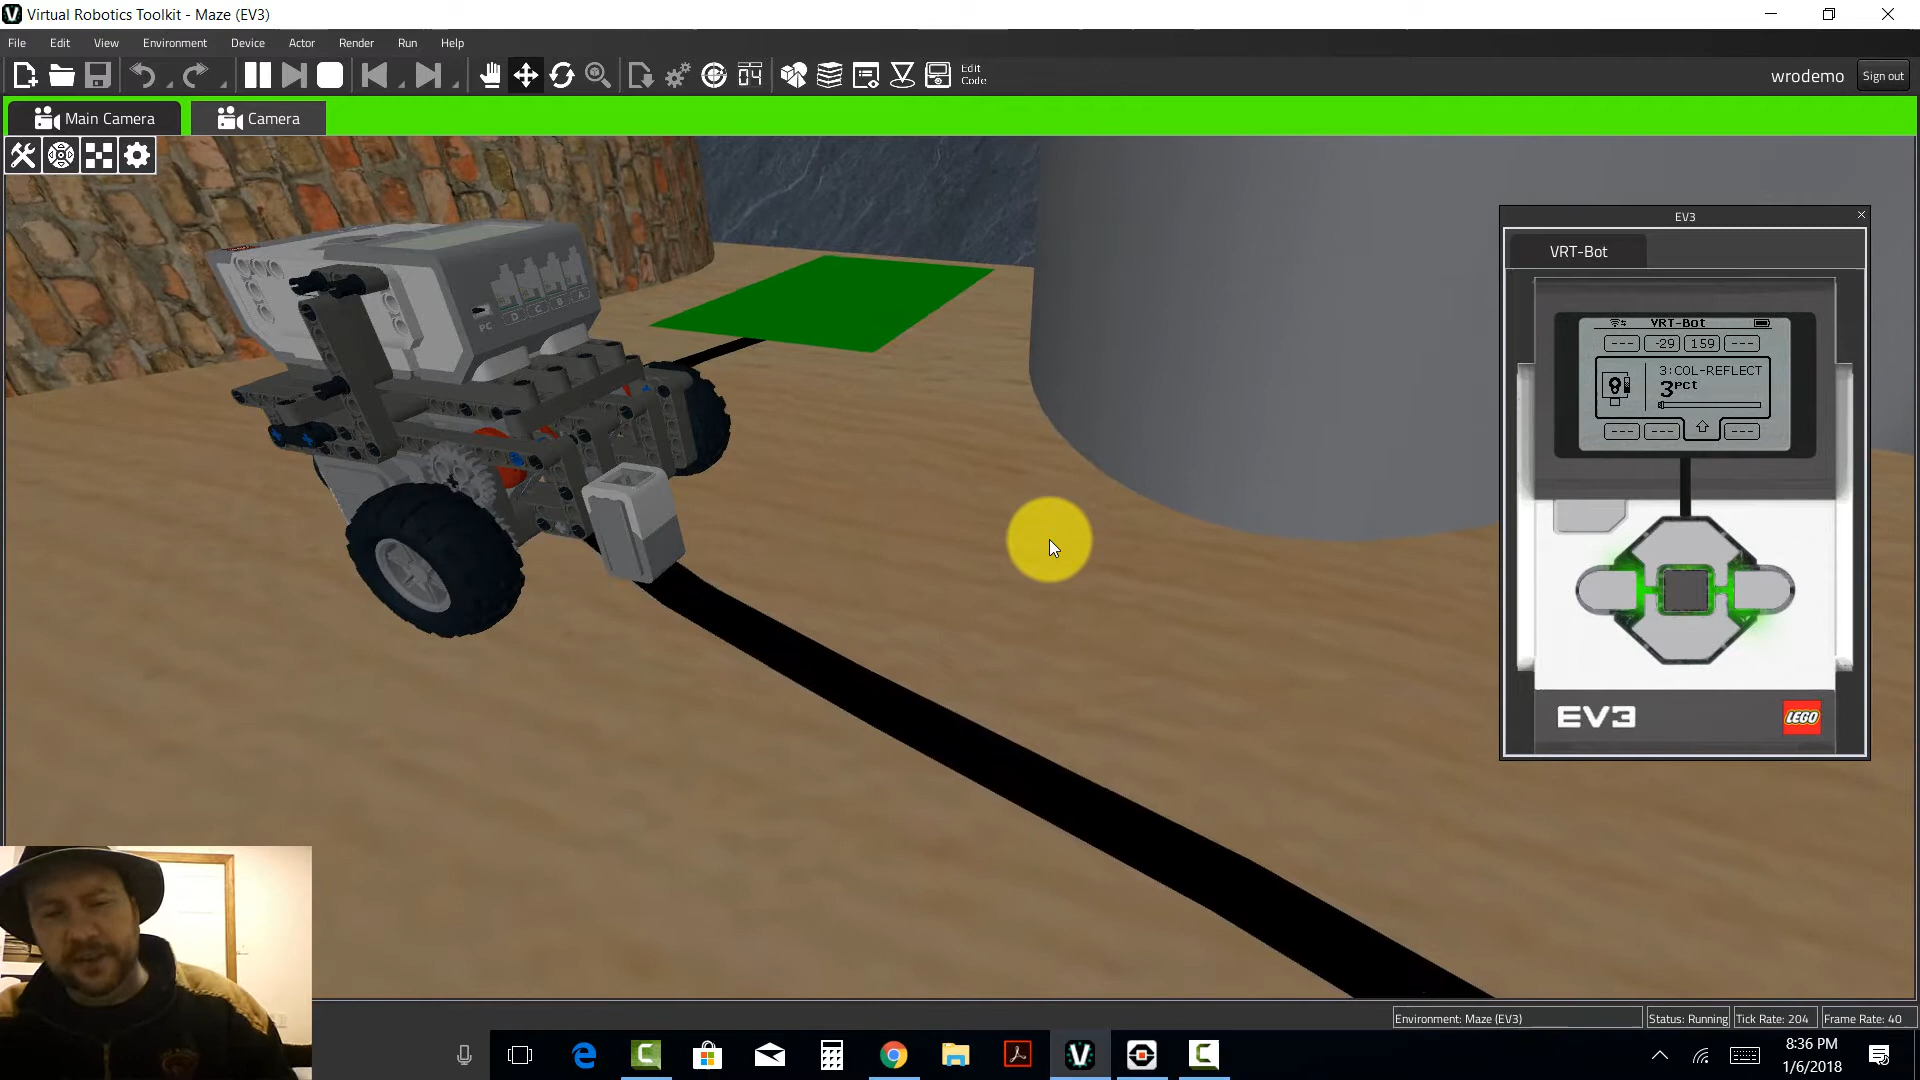 Virtual Robotics Toolkit - Maze (EV3)
File Edit View Environment Device Actor Render Run Help
04
Edit
Code
wrodemo
Sign out
Main Camera
Camera
PC D C B A
EV3
VRT-Bot
VRT-Bot
--- -29 159 ---
3:COL-REFLECT
3Pct
--- --- ---
EV3
LEGO
Environment: Maze (EV3)
Status: Running
Tick Rate: 204
Frame Rate: 40
8:36 PM
1/6/2018